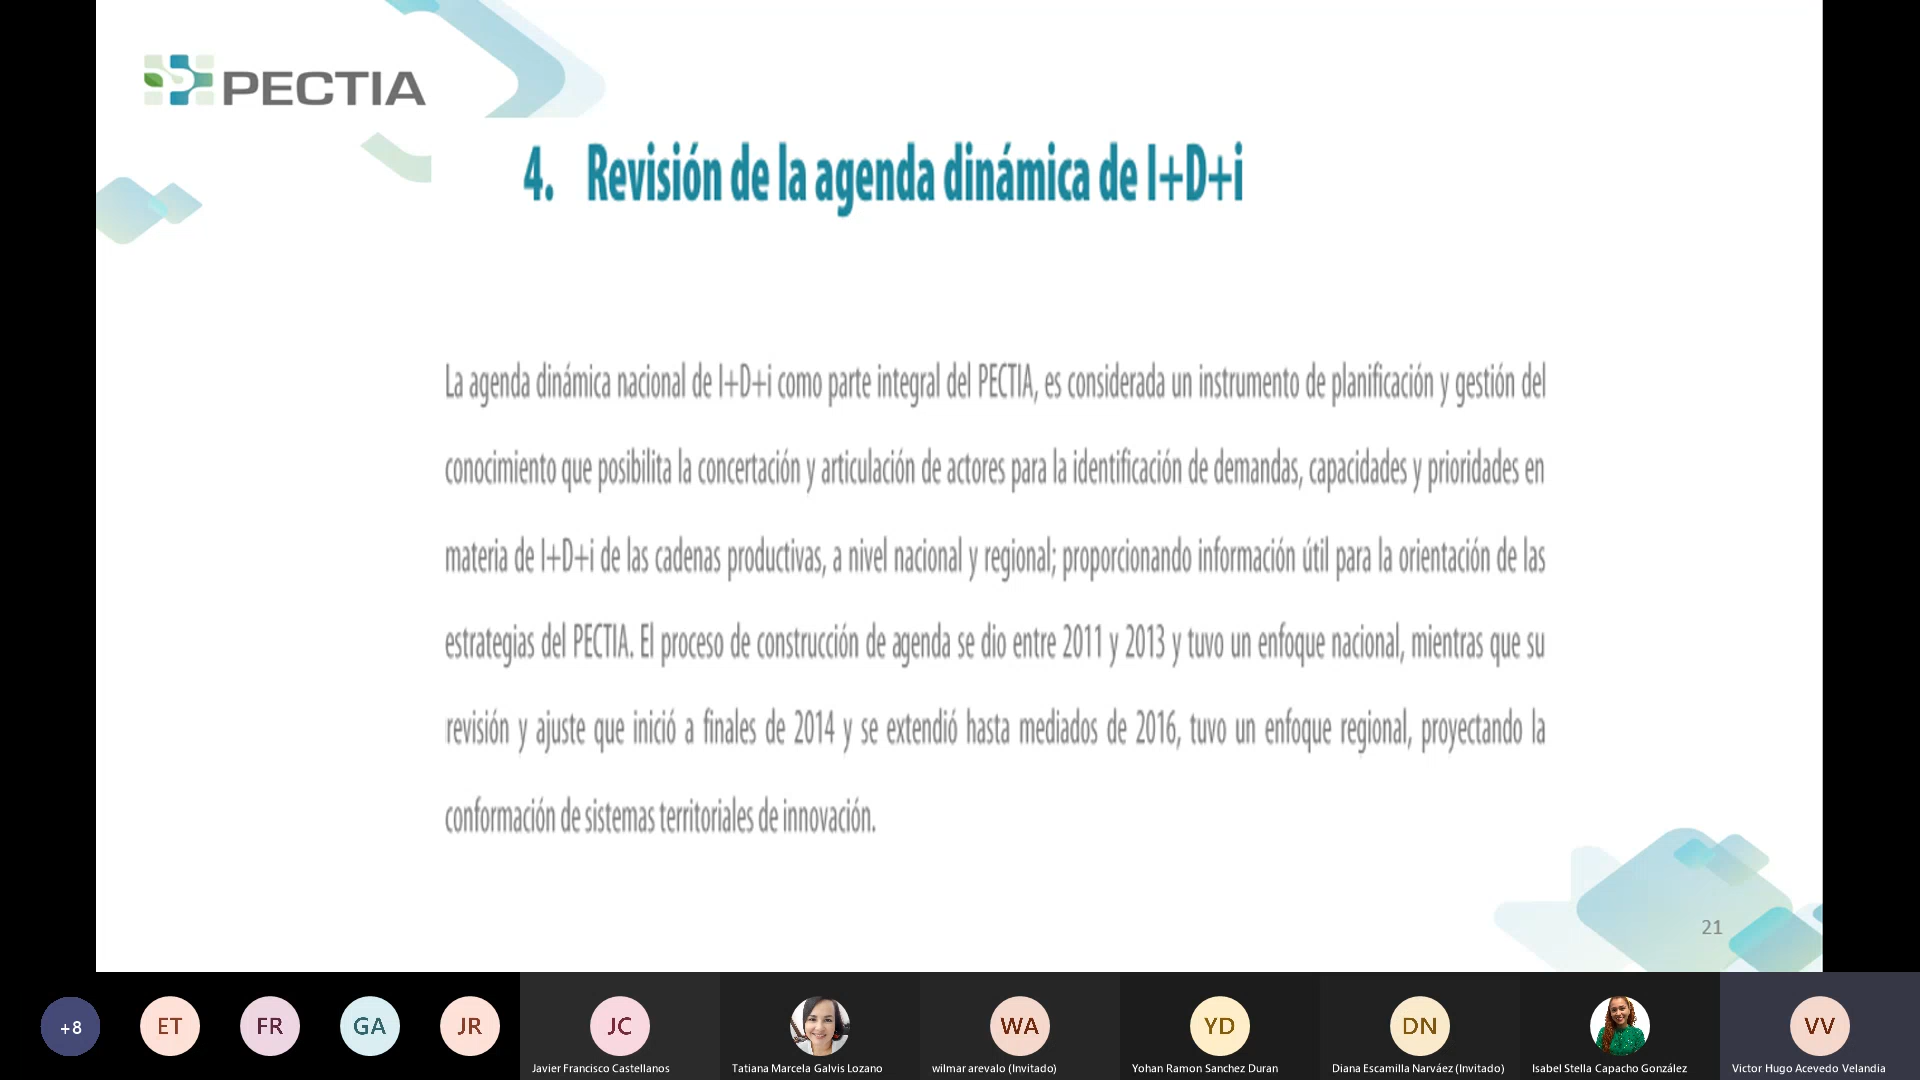 PECTIA
4. Revisión de la agenda dinámica de I+D+i
La agenda dinámica nacional de I+D+i como parte integral del PECTIA, es considerada un instrumento de planificación y gestión del
conocimiento que posibilita la concertación y articulación de actores para la identificación de demandas, capacidades y prioridades en
materia de I+D+i de las cadenas productivas, a nivel nacional y regional; proporcionando información útil para la orientación de las
estrategias del PECTIA. El proceso de construcción de agenda se dio entre 2011 y 2013 y tuvo un enfoque nacional, mientras que su
revisión y ajuste que inició a finales de 2014 y se extendió hasta mediados de 2016, tuvo un enfoque regional, proyectando la
conformación de sistemas territoriales de innovación.
21
+8
ET
FR
GA
JR
JC
WA
YD
DN
VV
Javier Francisco Castellanos
Tatiana Marcela Galvis Lozano
wilmar arevalo (Invitado)
Yohan Ramon Sanchez Duran
Diana Escamilla Narváez (Invitado)
Isabel Stella Capacho González
Victor Hugo Acevedo Velandia